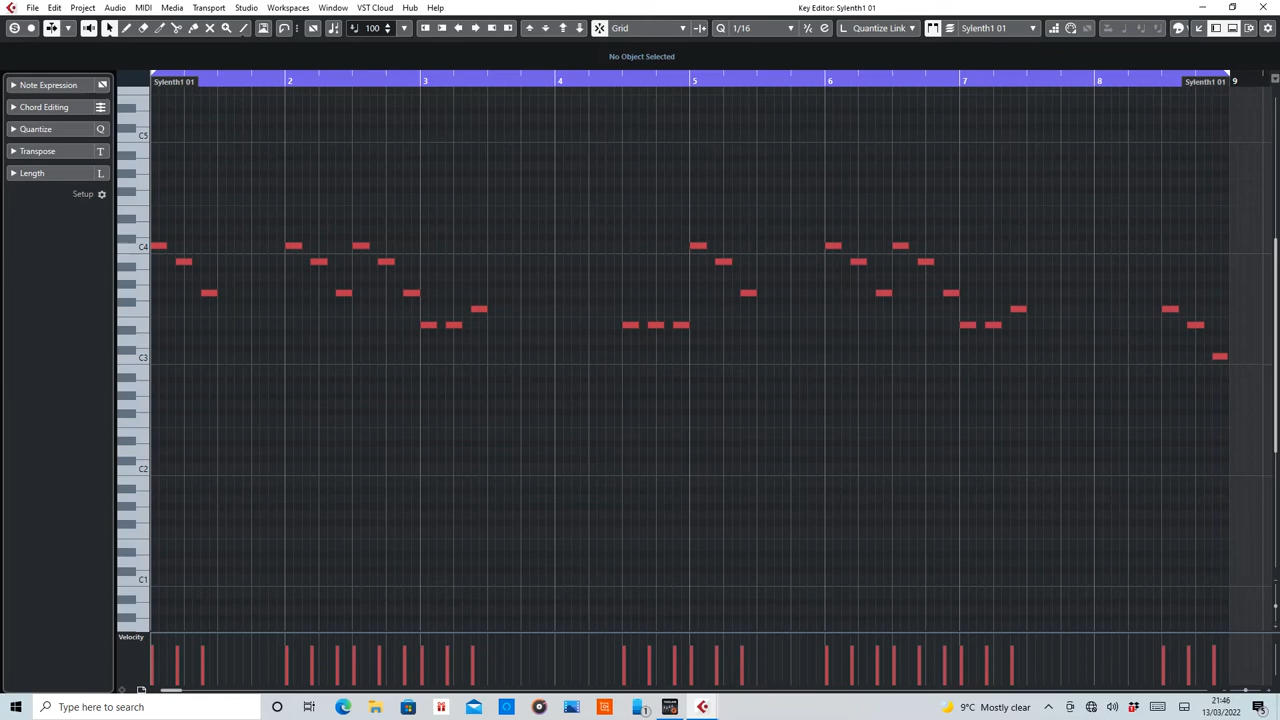 File Edit Project Audio MIDI Media Transport Studio Workspaces Window VST Cloud Hub Help
Key Editor: Sylenth1 01
S 100 Grid Q 1/16 e L Quantize Link Sylenth1 01
No Object Selected
Sylenth1 01 2 3 4 5 6 7 8 Sylenth1 01 9
Note Expression
Chord Editing
Quantize Q
Transpose T
Length L
Setup
C5
C4
C3
C2
C1
Velocity
Type here to search
1
9°C Mostly clear
21:46
13/03/2022